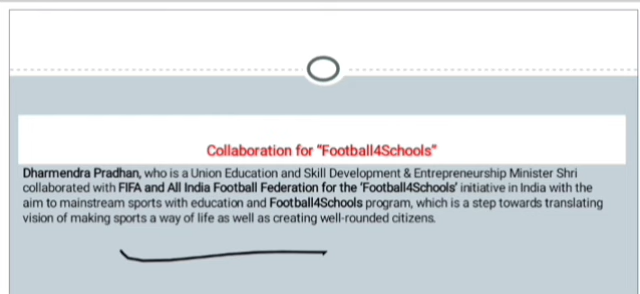 Collaboration for "Football4Schools"
Dharmendra Pradhan, who is a Union Education and Skill Development & Entrepreneurship Minister Shri
collaborated with FIFA and All India Football Federation for the 'Football4Schools' initiative in India with the
aim to mainstream sports with education and Football4Schools program, which is a step towards translating
vision of making sports a way of life as well as creating well-rounded citizens.